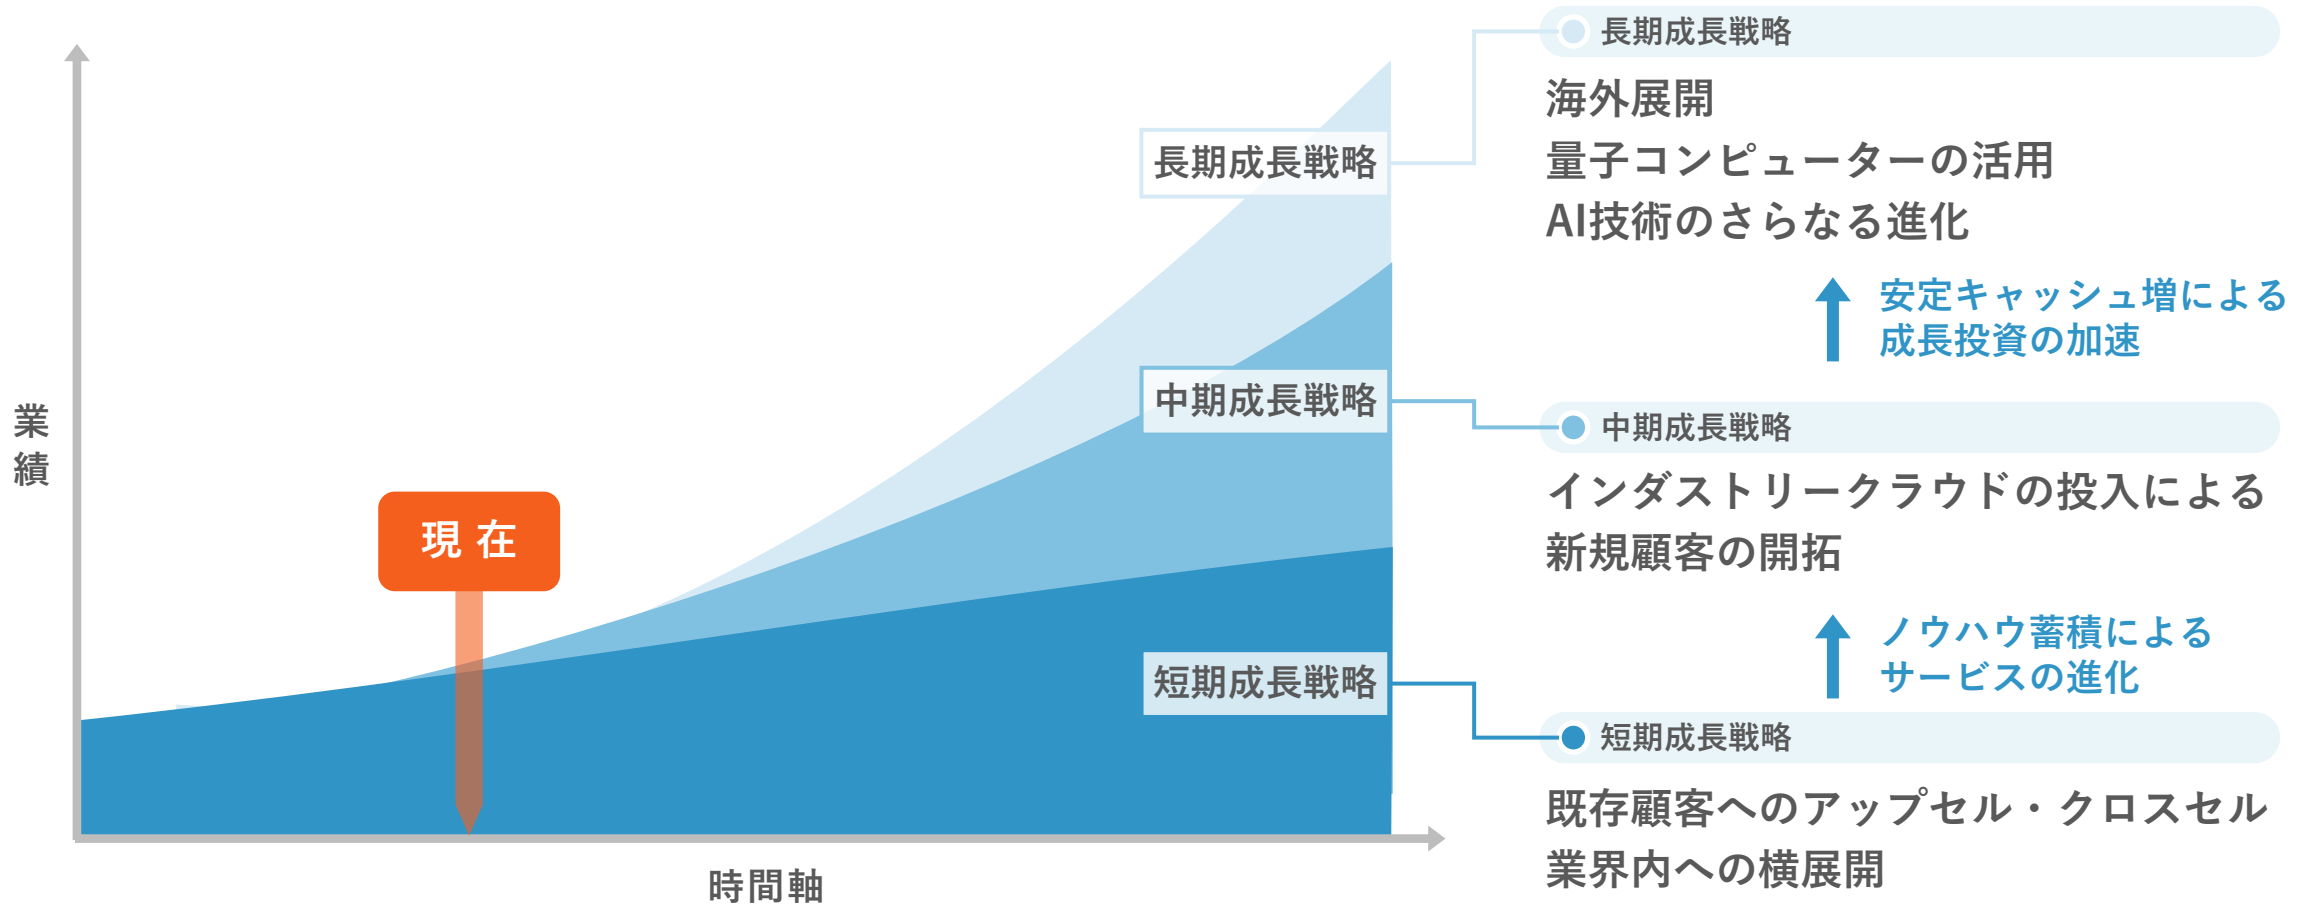 業績
現在
時間軸
長期成長戦略
中期成長戦略
短期成長戦略
長期成長戦略
海外展開
量子コンピューターの活用
AI技術のさらなる進化
安定キャッシュ増による
成長投資の加速
中期成長戦略
インダストリークラウドの投入による
新規顧客の開拓
ノウハウ蓄積による
サービスの進化
短期成長戦略
既存顧客へのアップセル・クロスセル
業界内への横展開